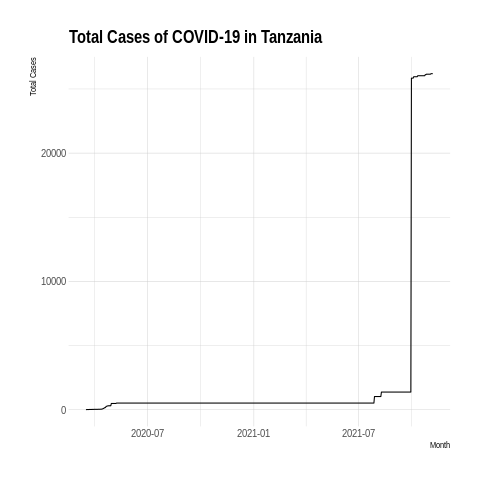 Total Cases of COVID-19 in Tanzania
Total Cases
20000
10000
0
2020-07
2021-01
2021-07
Month